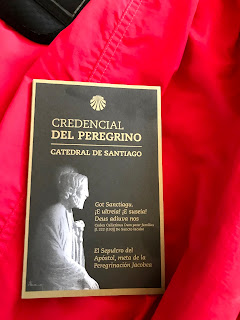 CREDENCIAL
DEL PEREGRINO
CATEDRAL DE SANTIAGO
Got Sanctiagu,
¡E ultreia! ¡E suseia!
Deus adiuva nos
El Sepulcro del
Apóstol, meta de la
Peregrinación Jacobea